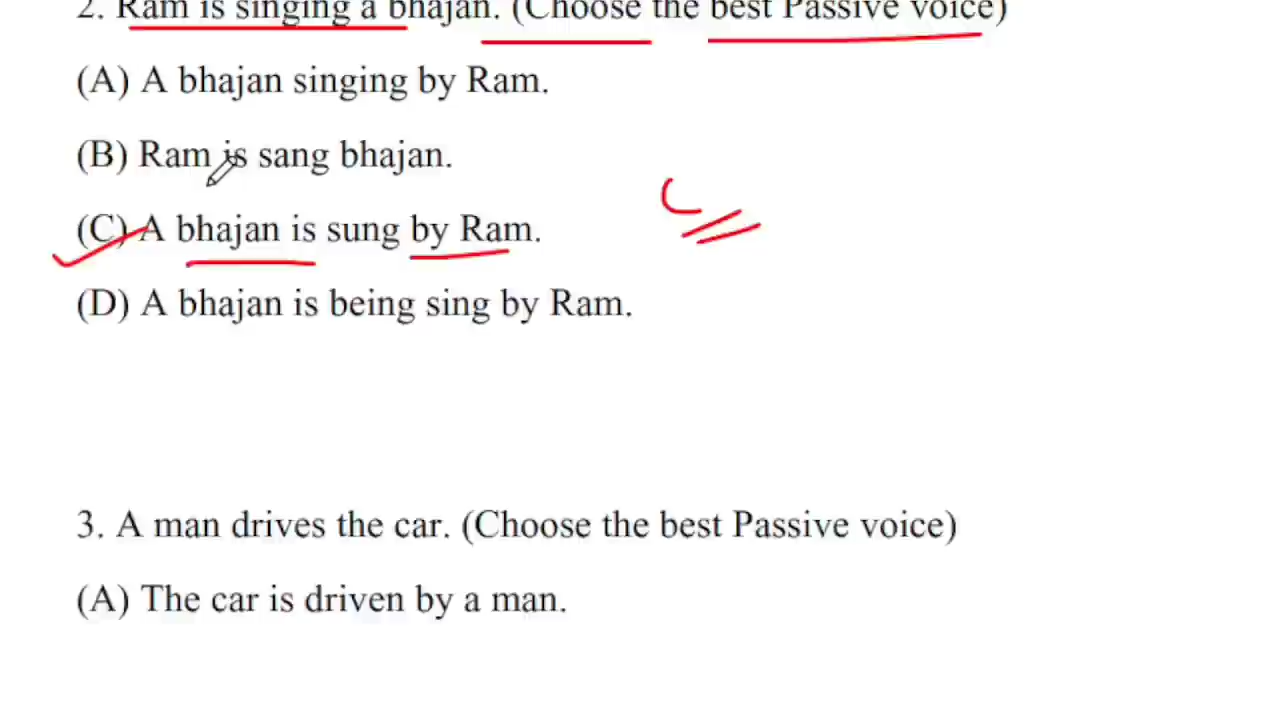 2. Ram is singing a bhajan. (Choose the best Passive voice)
(A) A bhajan singing by Ram.
(B) Ram is sang bhajan.
(C) A bhajan is sung by Ram.
(D) A bhajan is being sing by Ram.
3. A man drives the car. (Choose the best Passive voice)
(A) The car is driven by a man.